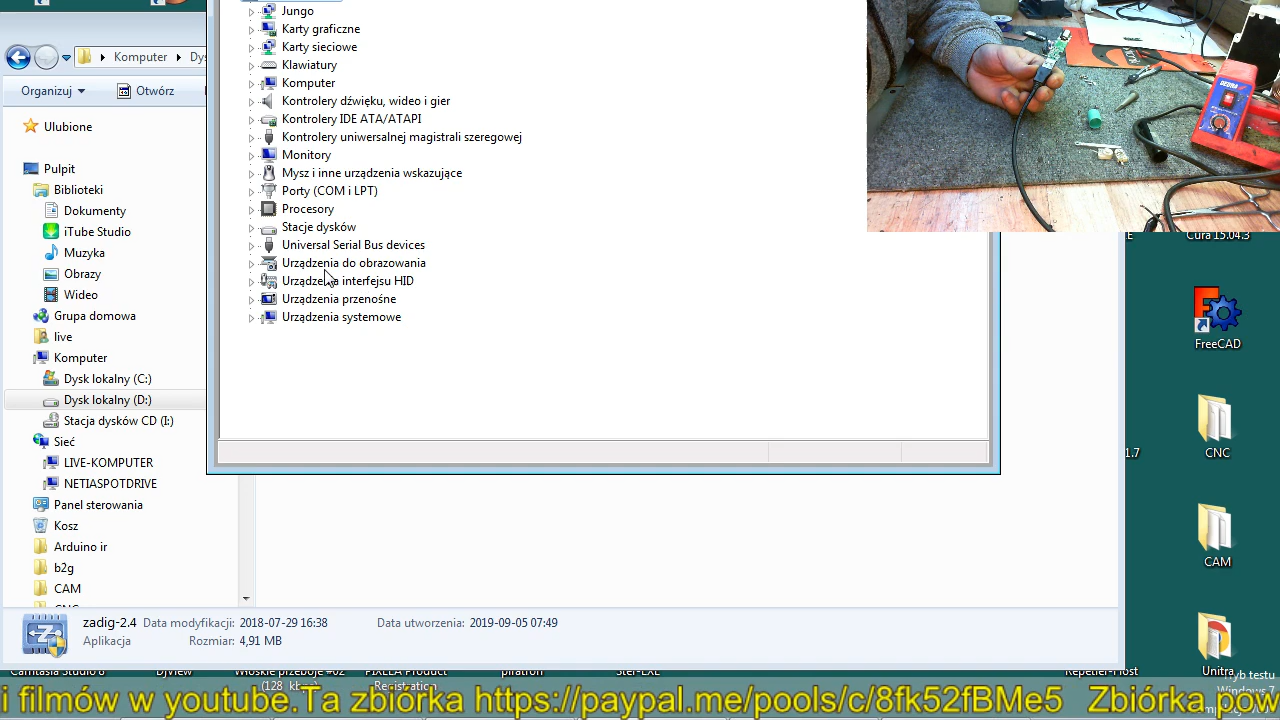 Komputer
Organizuj
Otwórz
Ulubione
Pulpit
Biblioteki
Dokumenty
iTube Studio
Muzyka
Obrazy
Wideo
Grupa domowa
live
Komputer
Dysk lokalny (C:)
Dysk lokalny (D:)
Stacja dysków CD (I:)
Sieć
LIVE-KOMPUTER
NETIASPOTDRIVE
Panel sterowania
Kosz
Arduino ir
b2g
CAM
Jungo
Karty graficzne
Karty sieciowe
Klawiatury
Komputer
Kontrolery dźwięku, wideo i gier
Kontrolery IDE ATA/ATAPI
Kontrolery uniwersalnej magistrali szeregowej
Monitory
Mysz i inne urządzenia wskazujące
Porty (COM i LPT)
Procesory
Stacje dysków
Universal Serial Bus devices
Urządzenia do obrazowania
Urządzenia interfejsu HID
Urządzenia przenośne
Urządzenia systemowe
Cura 15.04.3
FreeCAD
1.7
CNC
CAM
Unitra
zadig-2.4
Data modyfikacji: 2018-07-29 16:38
Data utworzenia: 2019-09-05 07:49
Aplikacja
Rozmiar: 4,91 MB
i filmów w youtube.Ta zbiórka https://paypal.me/pools/c/8fk52fBMe5 Zbiórka pow